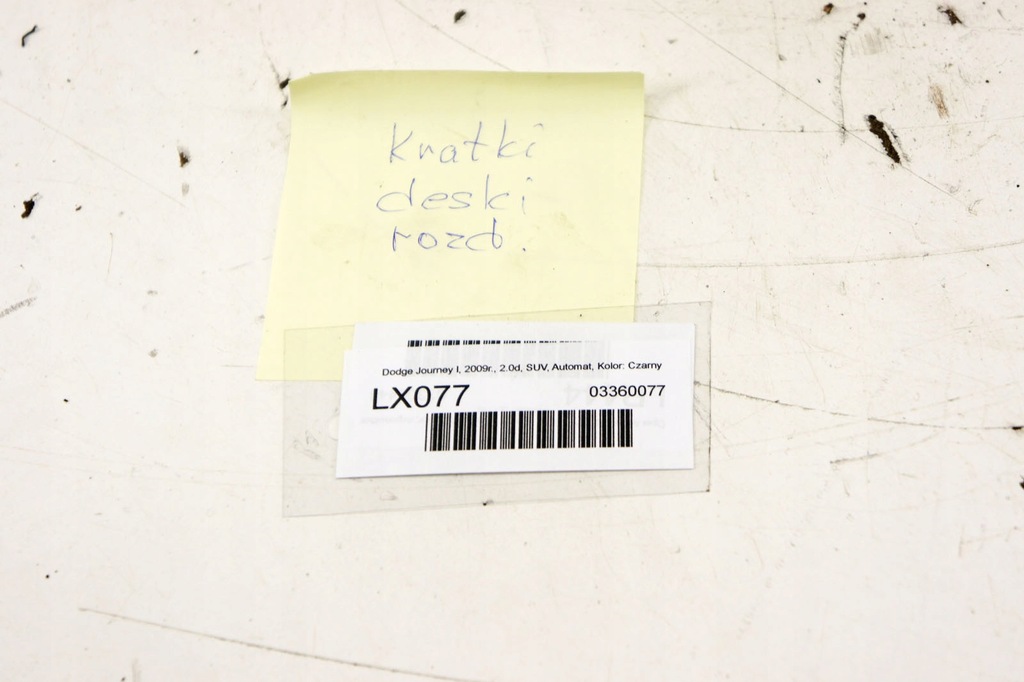 Kratki
deski
rozd.
Dodge Journey I, 2009r., 2.0d, SUV, Automat, Kolor: Czarny
LX077 03360077